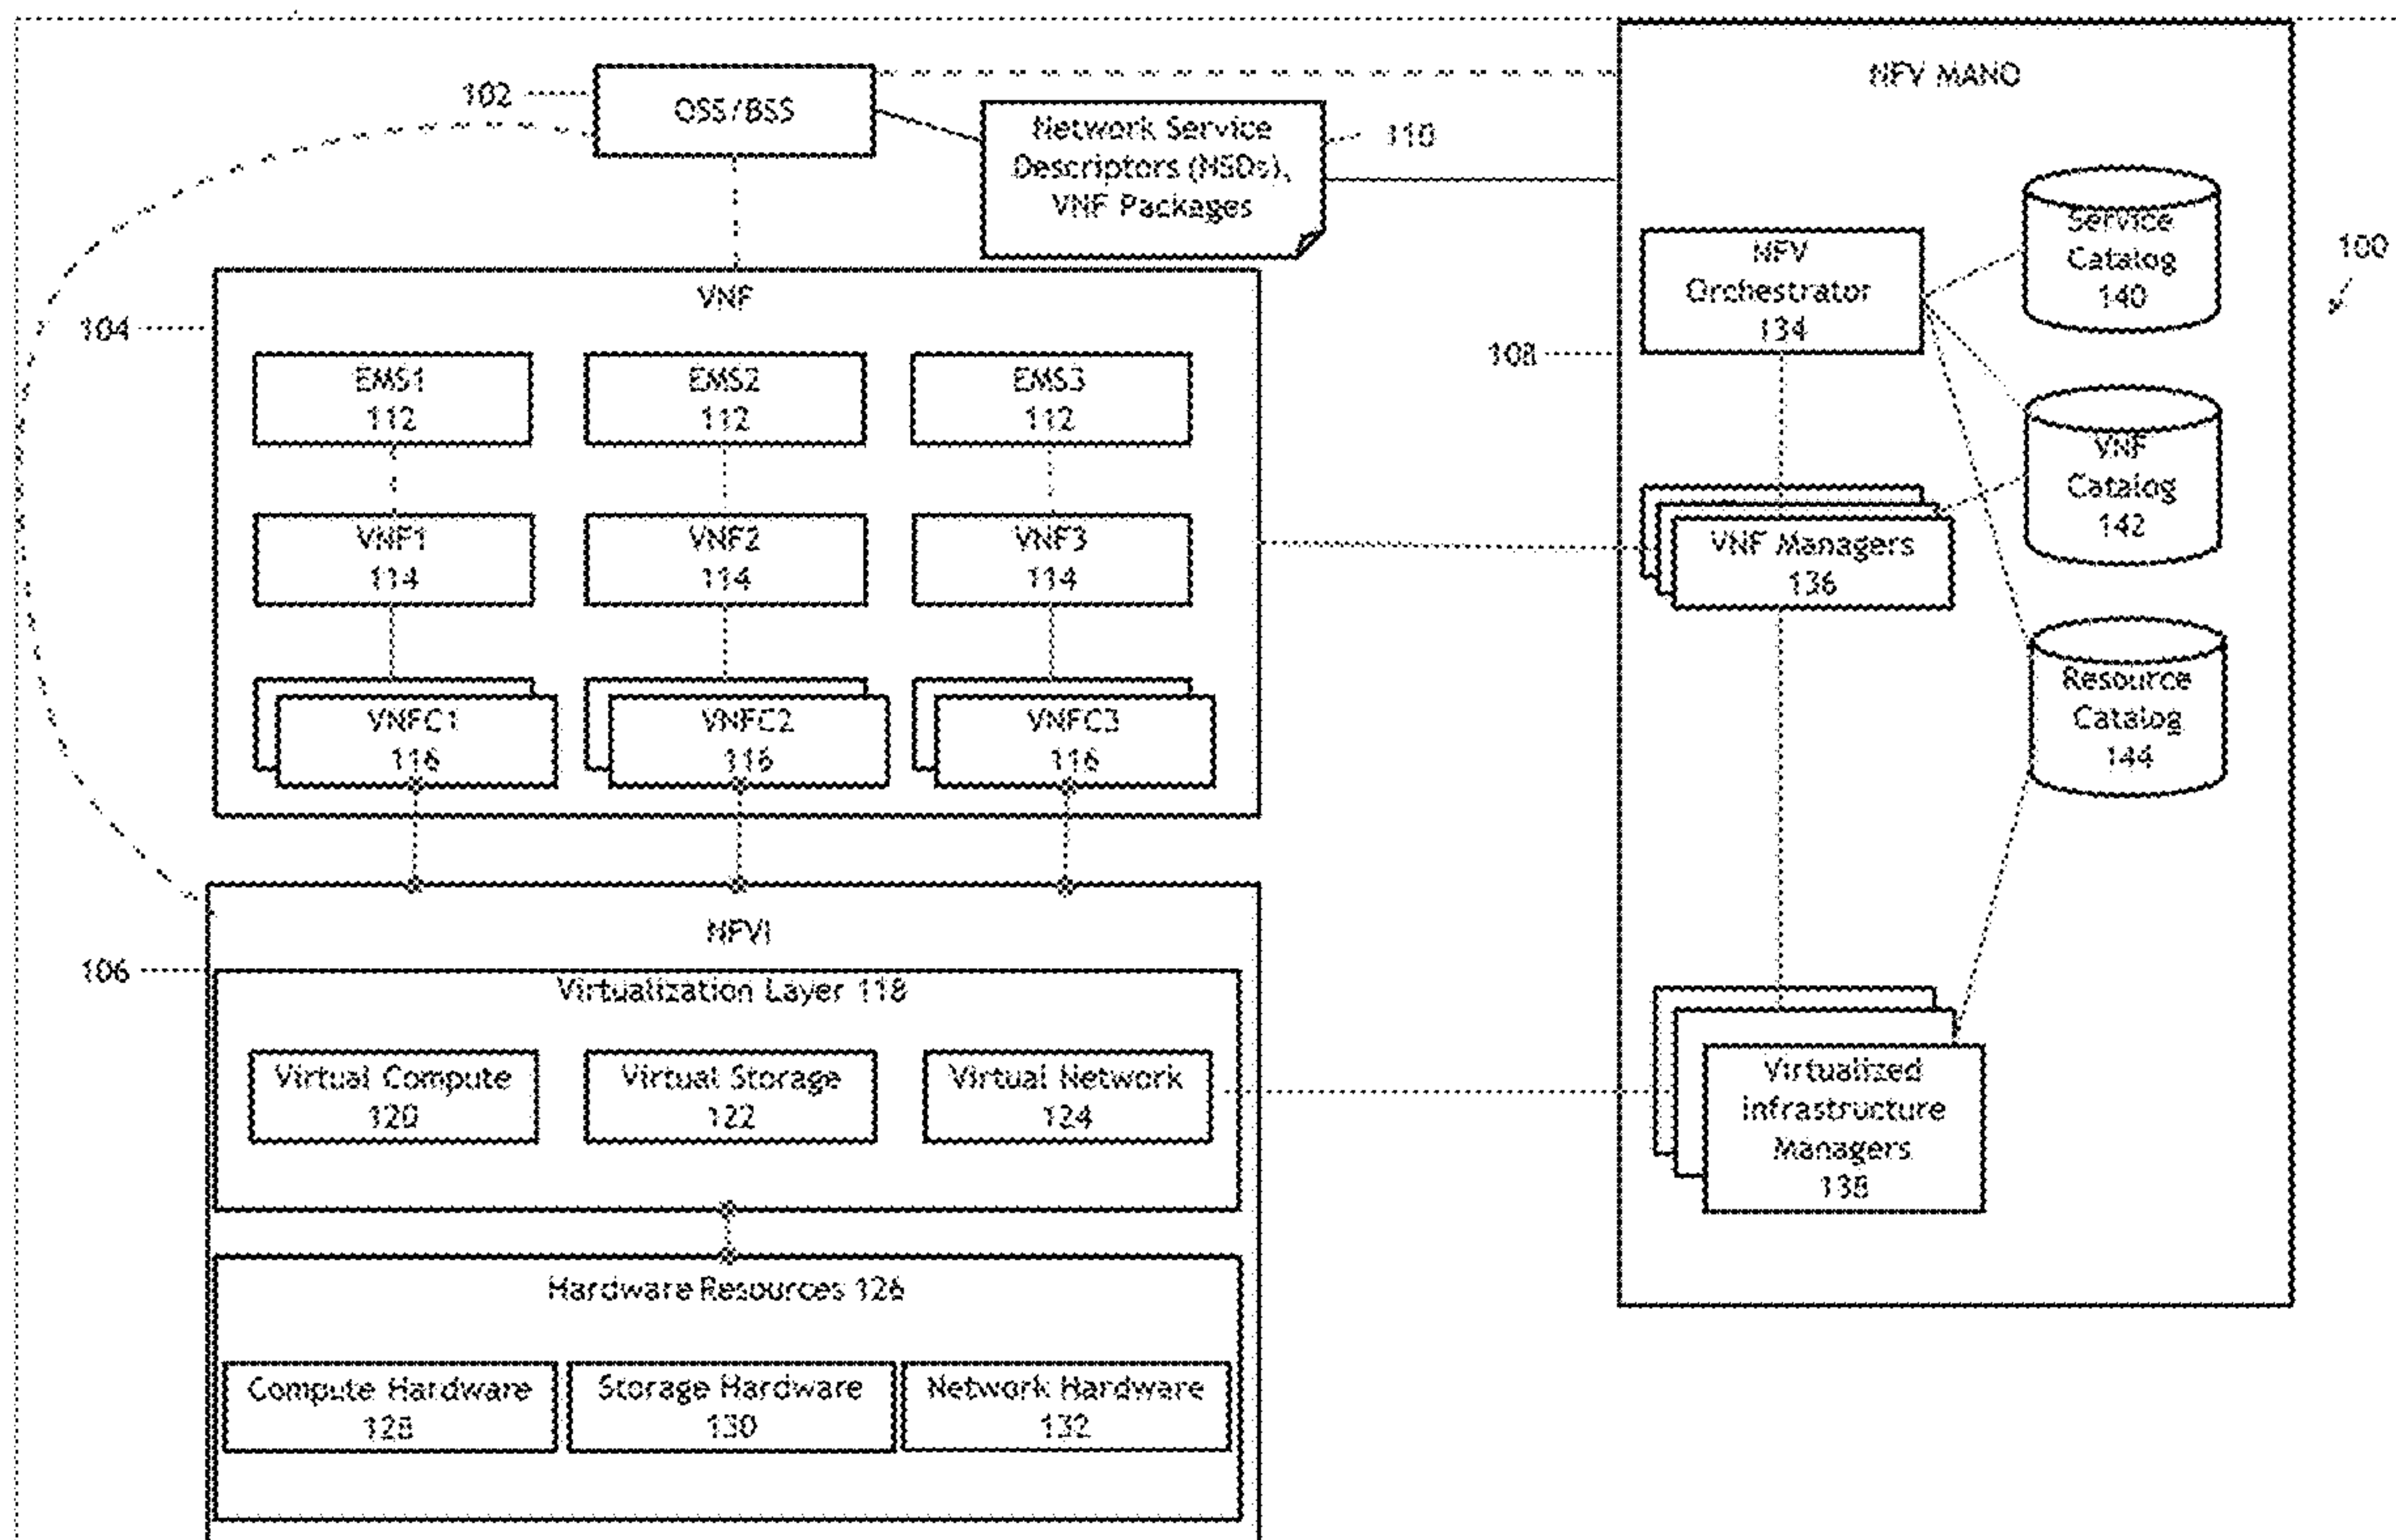 102
OSS/BSS
Network Service
Descriptors (NSDs),
VNF Packages
110
NFV MANO
100
VNF
104
EMS1
112
EMS2
112
EMS3
112
VNF1
114
VNF2
114
VNF3
114
VNFC1
116
VNFC2
116
VNFC3
116
NFVI
106
Virtualization Layer 118
Virtual Compute
120
Virtual Storage
122
Virtual Network
124
Hardware Resources 126
Compute Hardware
128
Storage Hardware
130
Network Hardware
132
108
NFV
Orchestrator
134
Service
Catalog
140
VNF Managers
136
VNF
Catalog
142
Resource
Catalog
144
Virtualized
Infrastructure
Managers
138